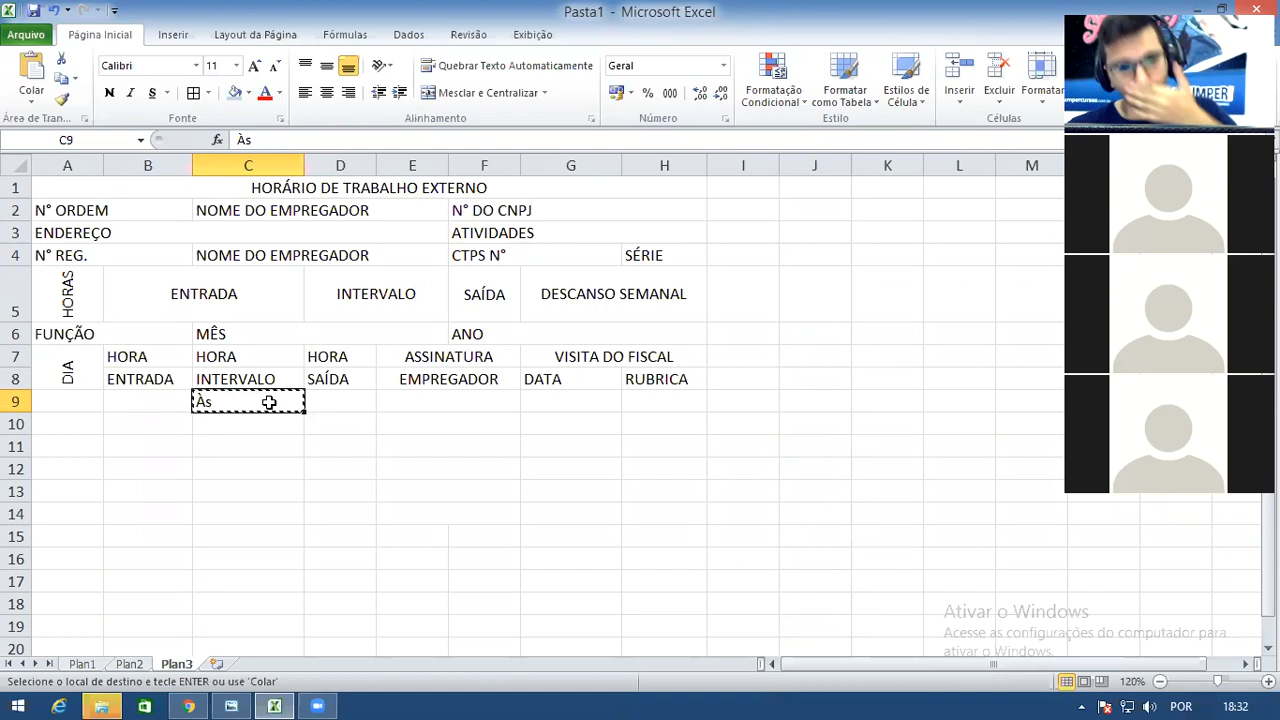 Pasta1 - Microsoft Excel
Arquivo Página Inicial Inserir Layout da Página Fórmulas Dados Revisão Exibição
Colar
Calibri 11
N I S
Quebrar Texto Automaticamente
Mesclar e Centralizar
Geral
% 000
Formatação Condicional
Formatar como Tabela
Estilos de Célula
Inserir Excluir Formatar
Área de Tran... Fonte Alinhamento Número Estilo Células
C9 fx Às
A B C D E F G H I J K L M
1 HORÁRIO DE TRABALHO EXTERNO
2 N° ORDEM NOME DO EMPREGADOR N° DO CNPJ
3 ENDEREÇO ATIVIDADES
4 N° REG. NOME DO EMPREGADOR CTPS N° SÉRIE
5 HORAS ENTRADA INTERVALO SAÍDA DESCANSO SEMANAL
6 FUNÇÃO MÊS ANO
7 DIA HORA HORA HORA ASSINATURA VISITA DO FISCAL
8 ENTRADA INTERVALO SAÍDA EMPREGADOR DATA RUBRICA
9 Às
10
11
12
13
14
15
16
17
18
19
20
Ativar o Windows
Acesse as configurações do computador para
ativar o Windows.
Plan1 Plan2 Plan3
Selecione o local de destino e tecle ENTER ou use 'Colar' 120%
POR 18:32